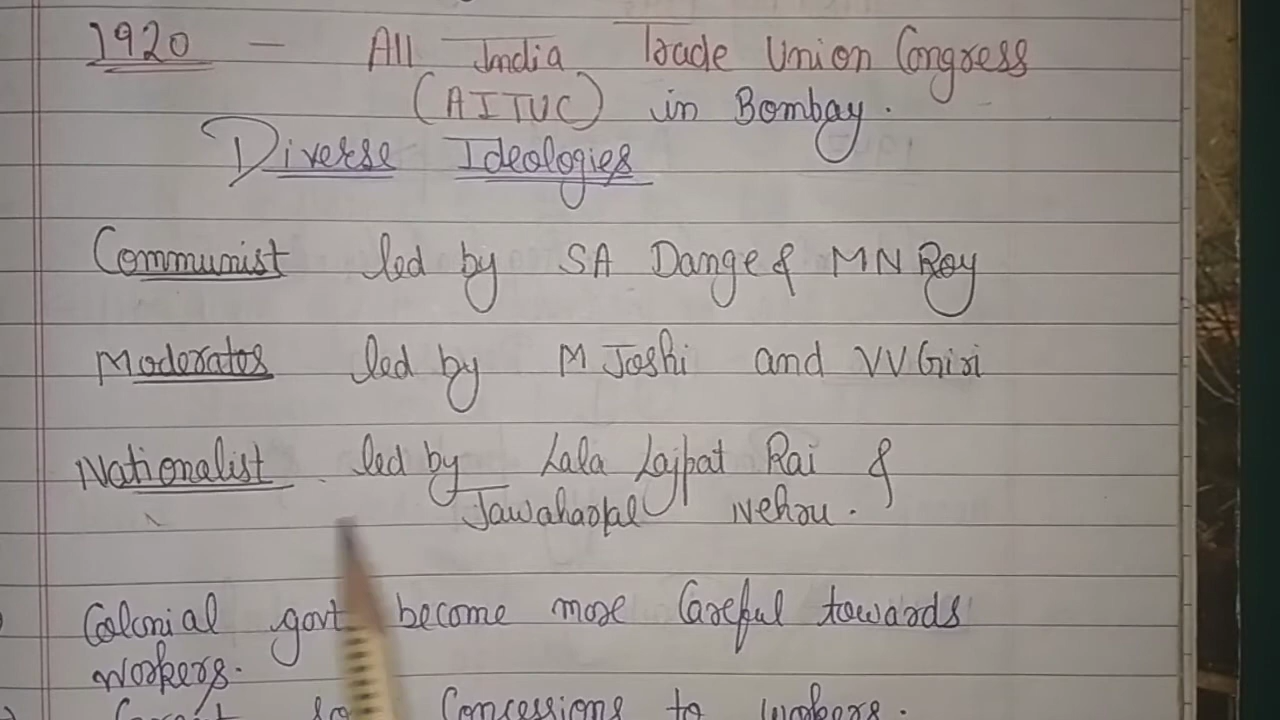 1920 - All India Trade Union Congress
(AITUC) in Bombay.
Diverse Ideologies
Communist led by SA Dange & MN Roy
Moderates led by M Joshi and VV Giri
Nationalist led by Lala Lajpat Rai &
Jawaharlal Nehru.
Colonial govt become more Careful towards
workers.
Concessions to workers.